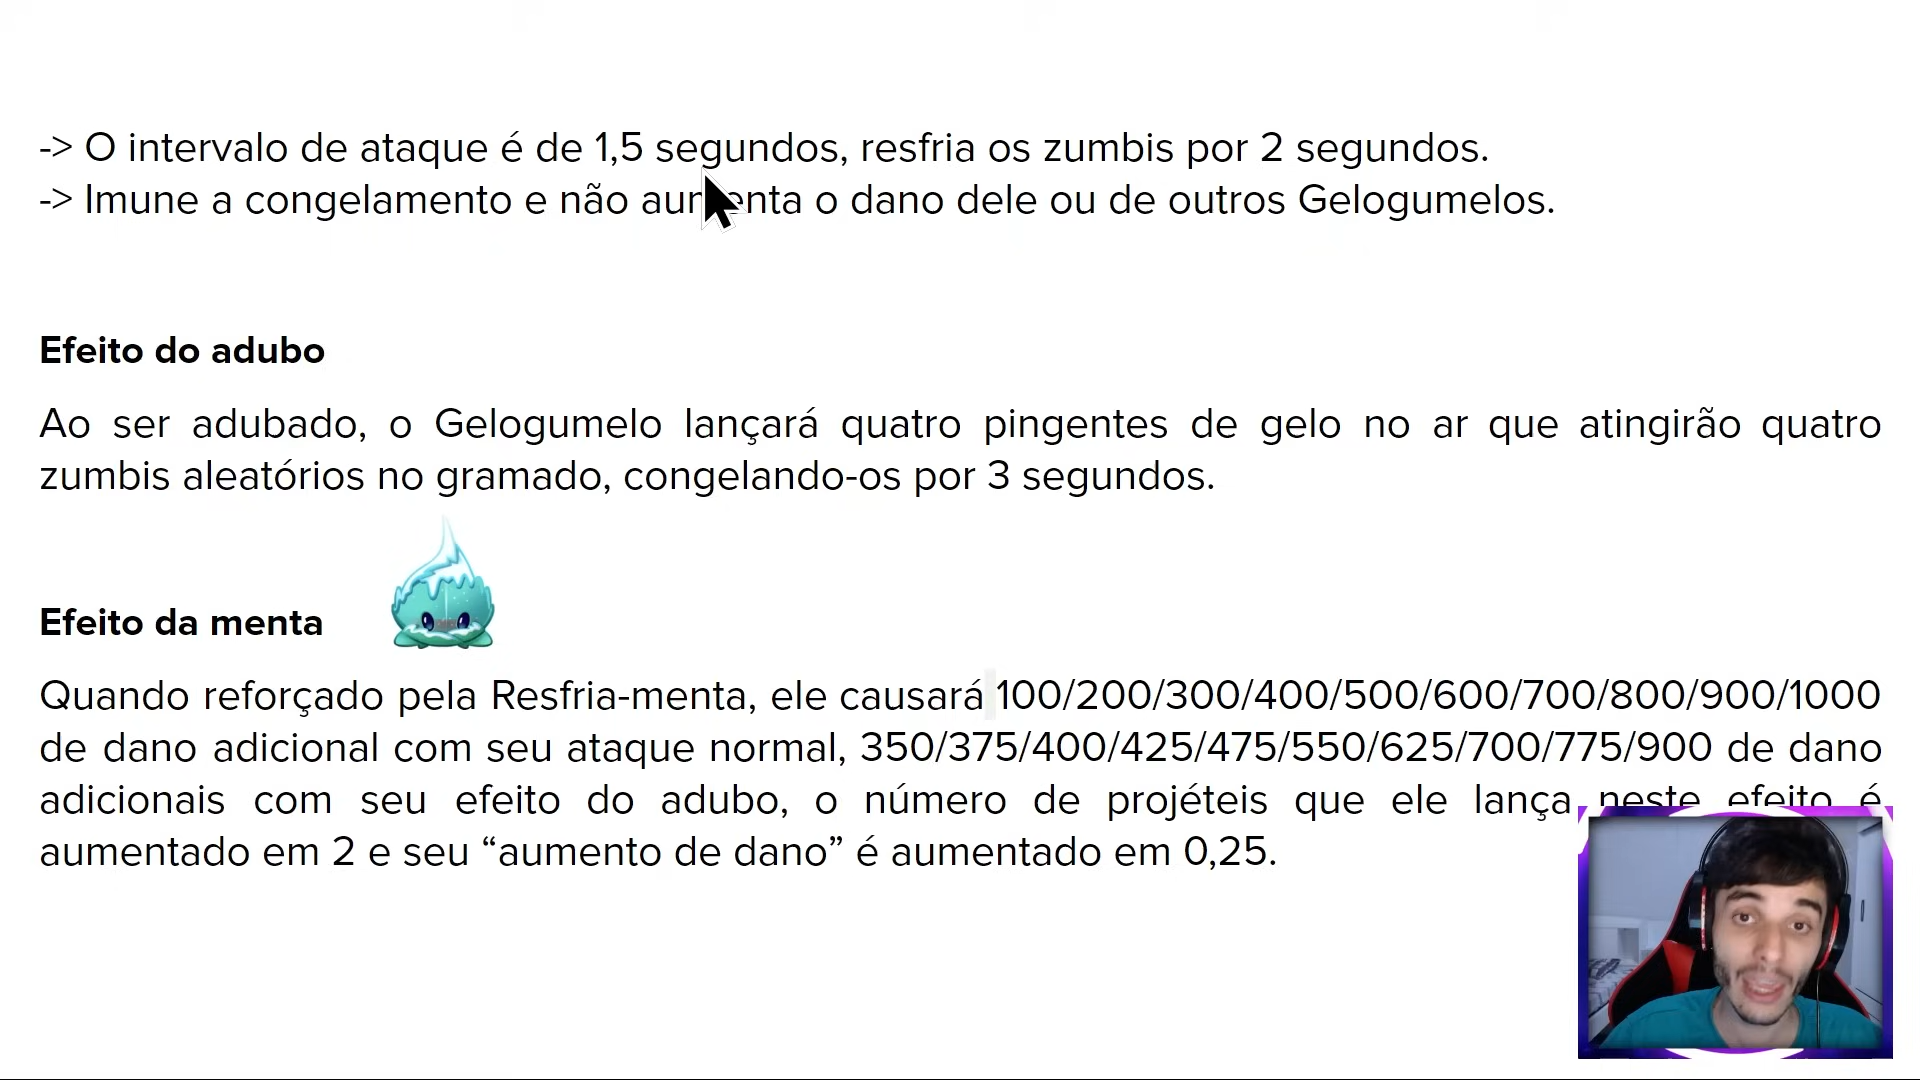 -> O intervalo de ataque é de 1,5 segundos, resfria os zumbis por 2 segundos.
-> Imune a congelamento e não aumenta o dano dele ou de outros Gelogumelos.
Efeito do adubo
Ao ser adubado, o Gelogumelo lançará quatro pingentes de gelo no ar que atingirão quatro
zumbis aleatórios no gramado, congelando-os por 3 segundos.
Efeito da menta
Quando reforçado pela Resfria-menta, ele causará 100/200/300/400/500/600/700/800/900/1000
de dano adicional com seu ataque normal, 350/375/400/425/475/550/625/700/775/900 de dano
adicionais com seu efeito do adubo, o número de projéteis que ele lança neste efeito é
aumentado em 2 e seu “aumento de dano” é aumentado em 0,25.